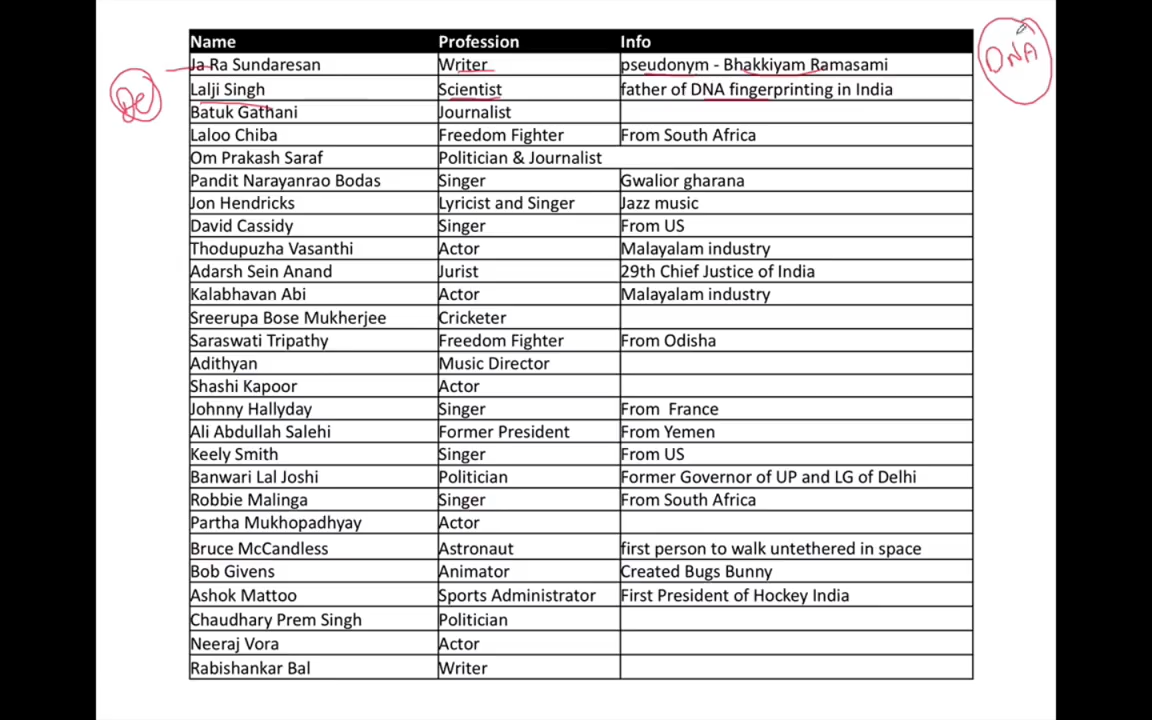 Name Profession Info
Ja Ra Sundaresan Writer pseudonym - Bhakkiyam Ramasami
Lalji Singh Scientist father of DNA fingerprinting in India
Batuk Gathani Journalist
Laloo Chiba Freedom Fighter From South Africa
Om Prakash Saraf Politician & Journalist
Pandit Narayanrao Bodas Singer Gwalior gharana
Jon Hendricks Lyricist and Singer Jazz music
David Cassidy Singer From US
Thodupuzha Vasanthi Actor Malayalam industry
Adarsh Sein Anand Jurist 29th Chief Justice of India
Kalabhavan Abi Actor Malayalam industry
Sreerupa Bose Mukherjee Cricketer
Saraswati Tripathy Freedom Fighter From Odisha
Adithyan Music Director
Shashi Kapoor Actor
Johnny Hallyday Singer From  France
Ali Abdullah Salehi Former President From Yemen
Keely Smith Singer From US
Banwari Lal Joshi Politician Former Governor of UP and LG of Delhi
Robbie Malinga Singer From South Africa
Partha Mukhopadhyay Actor
Bruce McCandless Astronaut first person to walk untethered in space
Bob Givens Animator Created Bugs Bunny
Ashok Mattoo Sports Administrator First President of Hockey India
Chaudhary Prem Singh Politician
Neeraj Vora Actor
Rabishankar Bal Writer
DNA